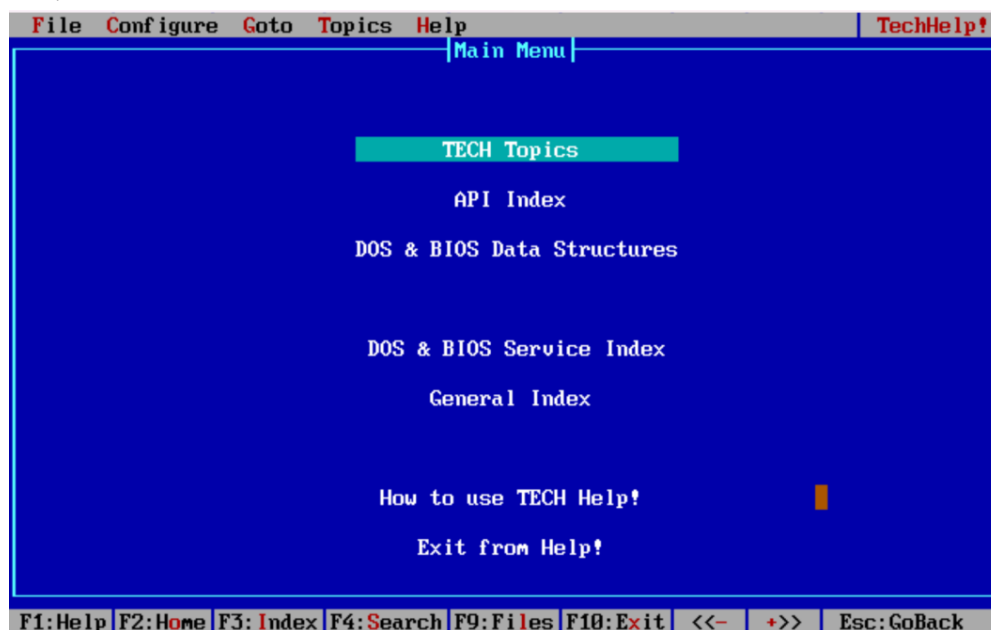 File Configure Goto Topics Help TechHelp!
Main Menu
TECH Topics
API Index
DOS & BIOS Data Structures
DOS & BIOS Service Index
General Index
How to use TECH Help!
Exit from Help!
F1:Help F2:Home F3:Index F4:Search F9:Files F10:Exit <<- +>> Esc:GoBack